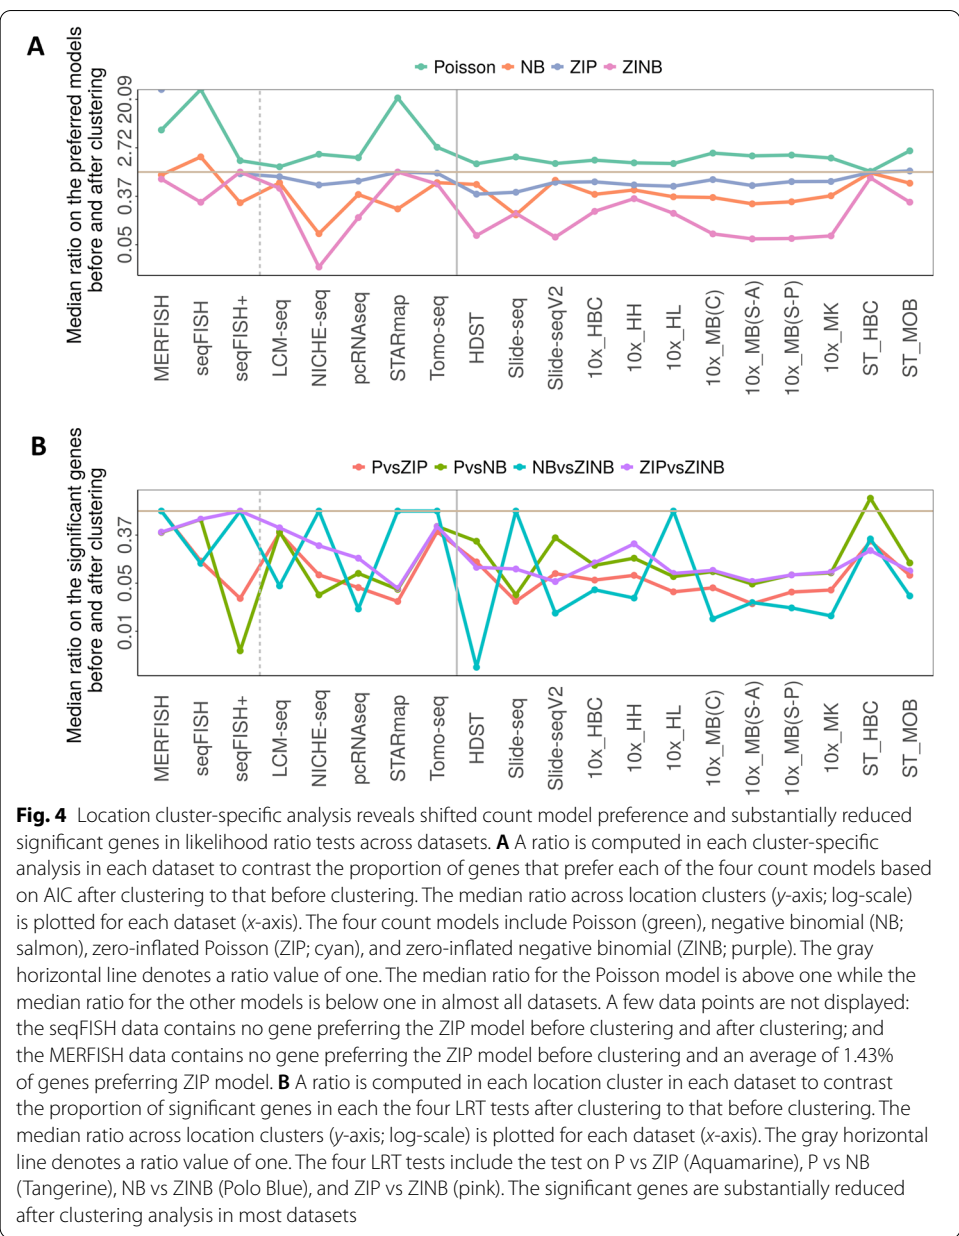 A
Median ratio on the preferred models
before and after clustering
Poisson NB ZIP ZINB
20.09
2.72
0.37
0.05
MERFISH
seqFISH
seqFISH+
LCM-seq
NICHE-seq
pcRNAseq
STARmap
Tomo-seq
HDST
Slide-seq
Slide-seqV2
10x_HBC
10x_HH
10x_HL
10x_MB(C)
10x_MB(S-A)
10x_MB(S-P)
10x_MK
ST_HBC
ST_MOB
B
Median ratio on the significant genes
before and after clustering
PvsZIP PvsNB NBvsZINB ZIPvsZINB
0.37
0.05
0.01
MERFISH
seqFISH
seqFISH+
LCM-seq
NICHE-seq
pcRNAseq
STARmap
Tomo-seq
HDST
Slide-seq
Slide-seqV2
10x_HBC
10x_HH
10x_HL
10x_MB(C)
10x_MB(S-A)
10x_MB(S-P)
10x_MK
ST_HBC
ST_MOB
Fig. 4 Location cluster-specific analysis reveals shifted count model preference and substantially reduced
significant genes in likelihood ratio tests across datasets. A A ratio is computed in each cluster-specific
analysis in each dataset to contrast the proportion of genes that prefer each of the four count models based
on AIC after clustering to that before clustering. The median ratio across location clusters (y-axis; log-scale)
is plotted for each dataset (x-axis). The four count models include Poisson (green), negative binomial (NB;
salmon), zero-inflated Poisson (ZIP; cyan), and zero-inflated negative binomial (ZINB; purple). The gray
horizontal line denotes a ratio value of one. The median ratio for the Poisson model is above one while the
median ratio for the other models is below one in almost all datasets. A few data points are not displayed:
the seqFISH data contains no gene preferring the ZIP model before clustering and after clustering; and
the MERFISH data contains no gene preferring the ZIP model before clustering and an average of 1.43%
of genes preferring ZIP model. B A ratio is computed in each location cluster in each dataset to contrast
the proportion of significant genes in each the four LRT tests after clustering to that before clustering. The
median ratio across location clusters (y-axis; log-scale) is plotted for each dataset (x-axis). The gray horizontal
line denotes a ratio value of one. The four LRT tests include the test on P vs ZIP (Aquamarine), P vs NB
(Tangerine), NB vs ZINB (Polo Blue), and ZIP vs ZINB (pink). The significant genes are substantially reduced
after clustering analysis in most datasets